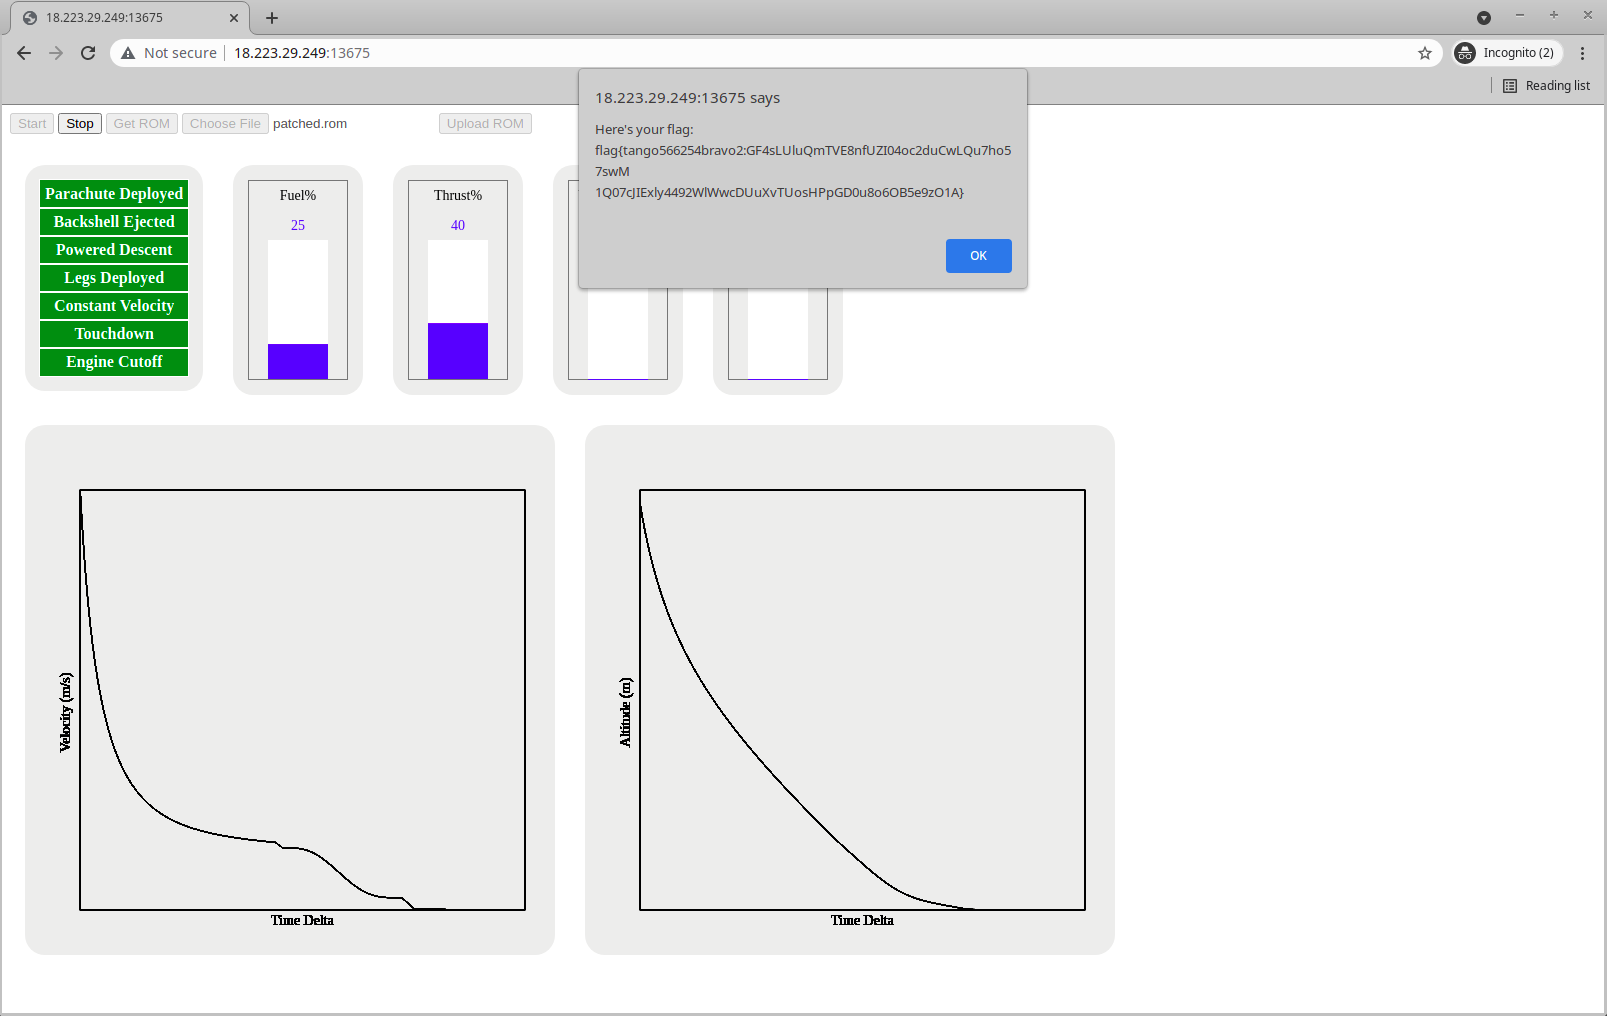 18.223.29.249:13675
Not secure
18.223.29.249:13675
Incognito (2)
Reading list
18.223.29.249:13675 says
Here's your flag:
flag{tango566254bravo2:GF4sLUluQmTVE8nfUZI04oc2duCwLQu7ho5
7swM
1Q07cJIExly4492WlWwcDUuXvTUosHPpGD0u8o6OB5e9zO1A}
OK
Start Stop Get ROM Choose File patched.rom Upload ROM
Parachute Deployed
Backshell Ejected
Powered Descent
Legs Deployed
Constant Velocity
Touchdown
Engine Cutoff
Fuel%
25
Thrust%
40
Velocity (m/s)
Time Delta
Altitude (m)
Time Delta